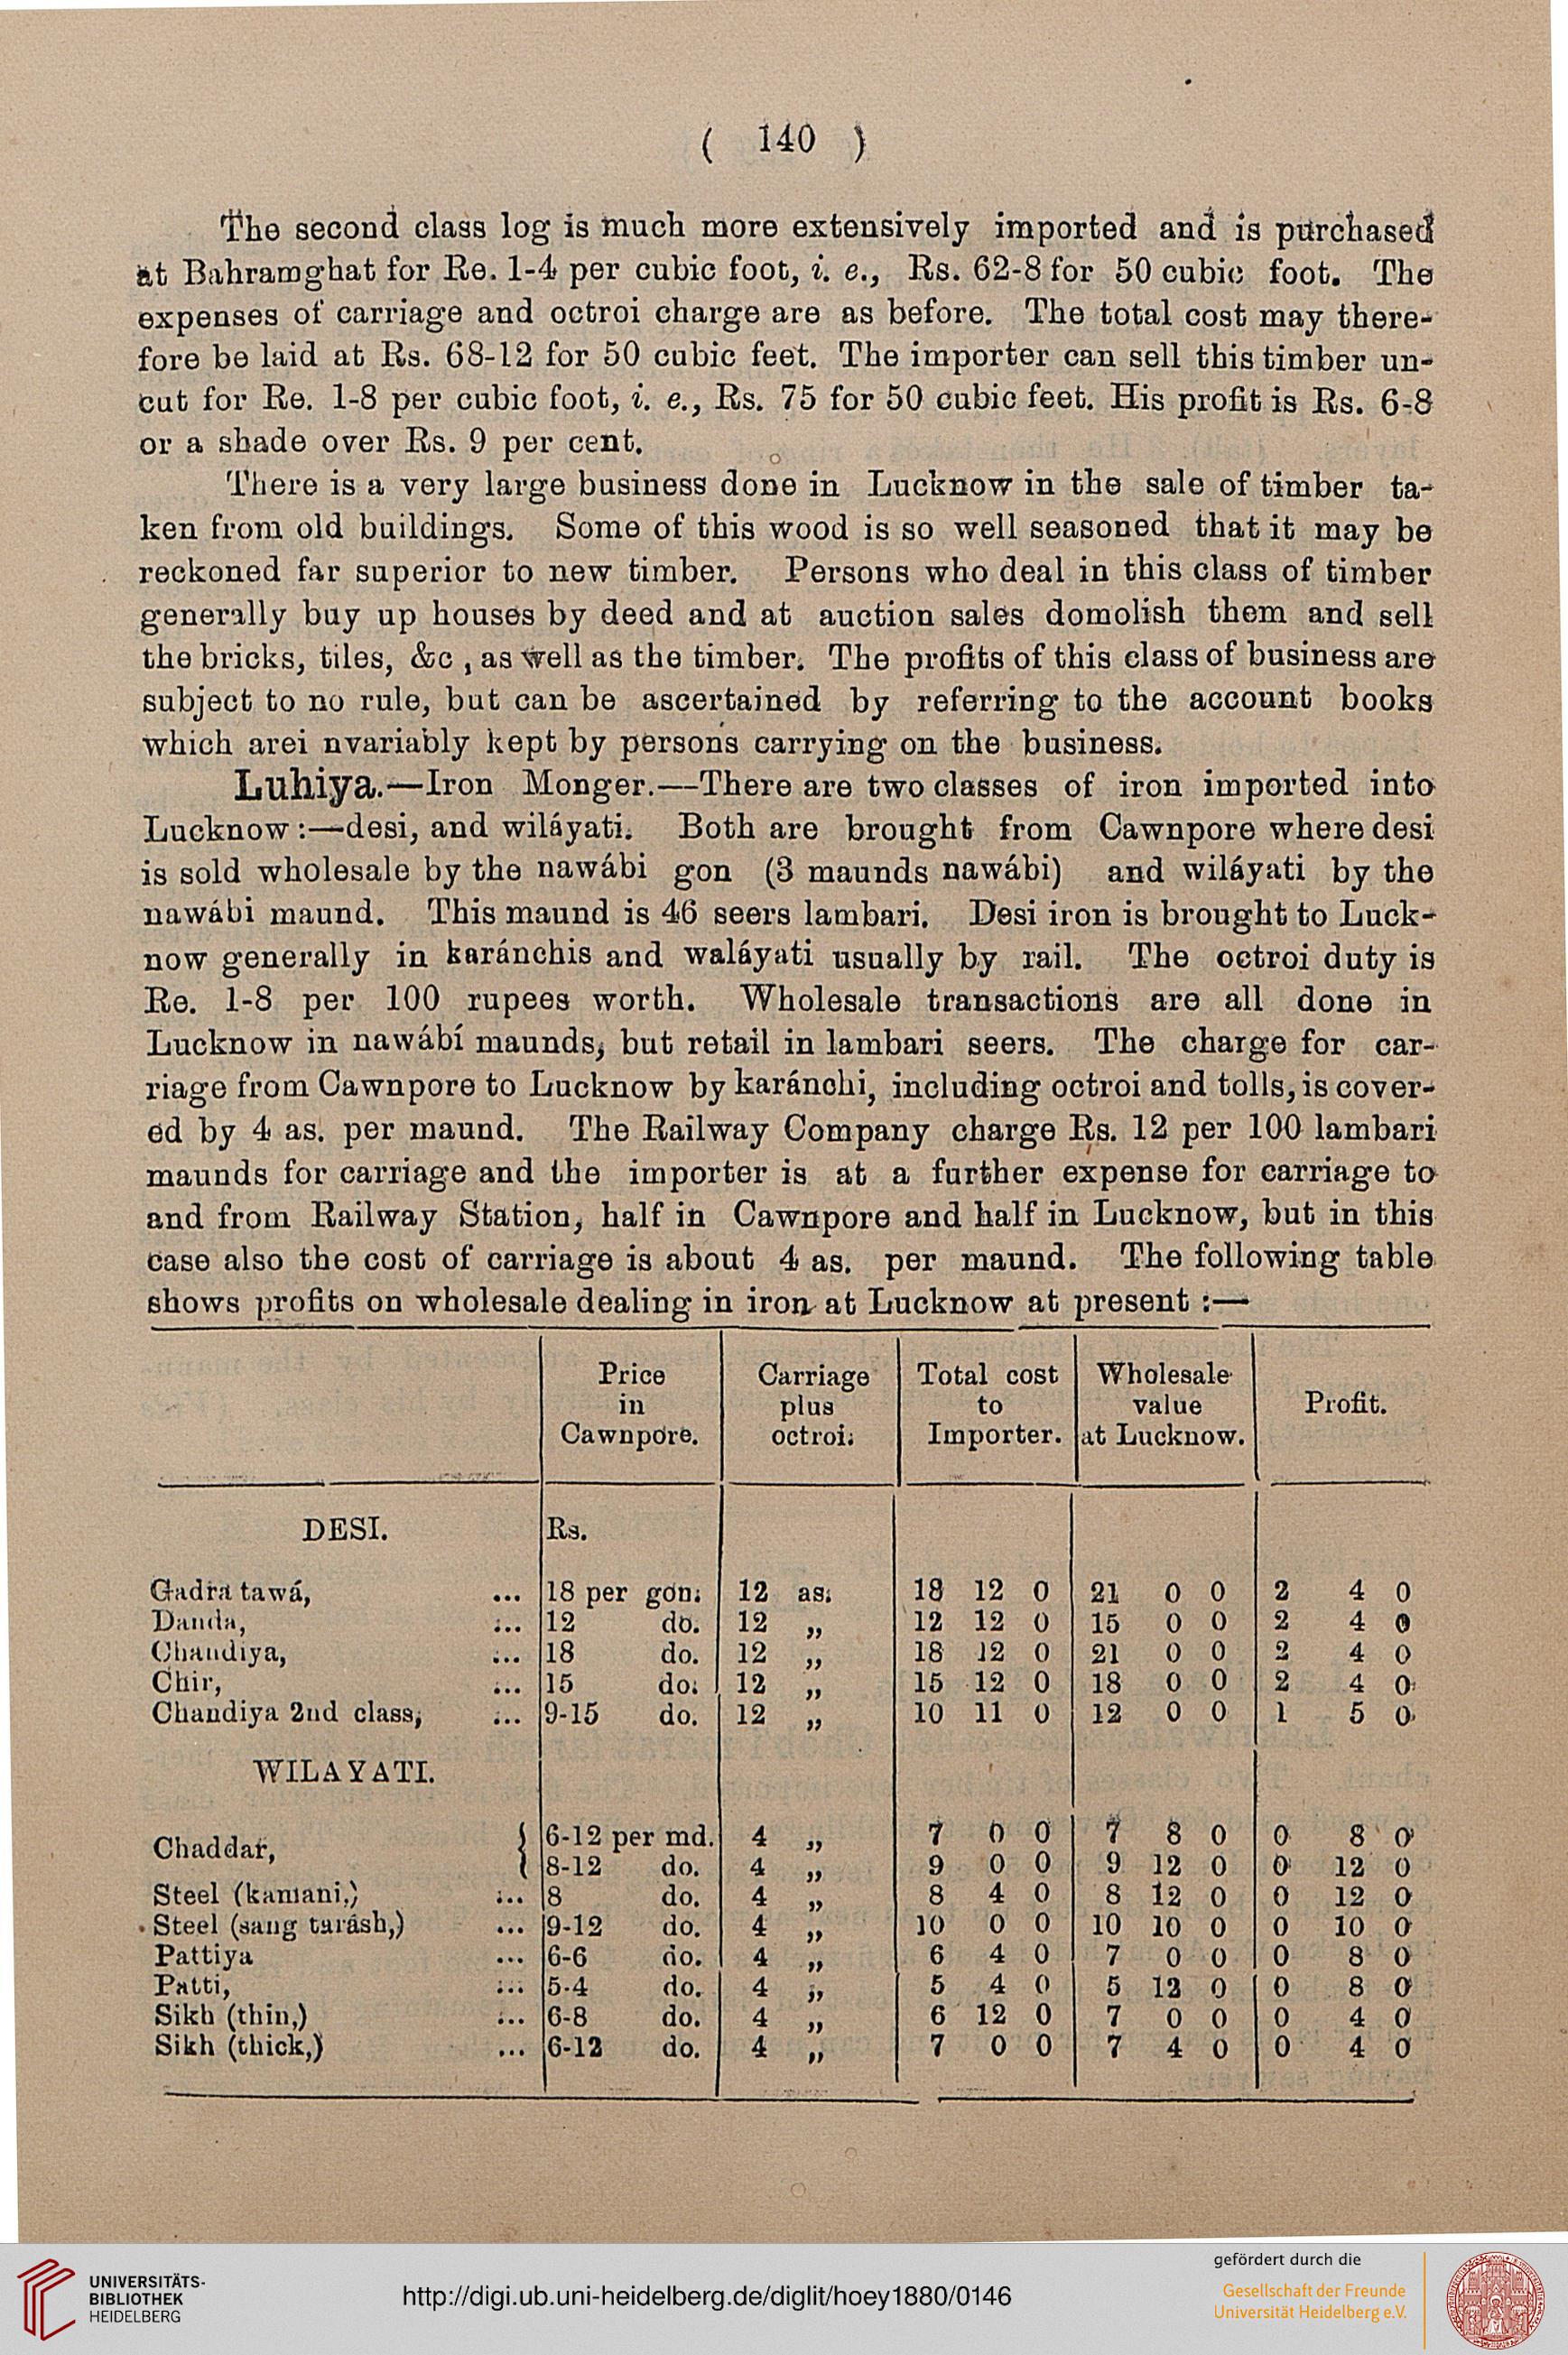 ( 140 )
The second class log is much more extensively imported and is purchased
at Bahramghat for Re. 1-4 per cubic foot, i. e., Rs. 62-8 for 50 cubic foot. The
expenses of carriage and octroi charge are as before. The total cost may there-
fore be laid at Rs. 68-12 for 50 cubic feet. The importer can sell this timber un-
cut for Re. 1-8 per cubic foot, i. e., Rs. 75 for 50 cubic feet. His profit is Rs. 6-8
or a shade over Rs. 9 per cent.
There is a very large business done in Lucknow in the sale of timber ta-
ken from old buildings. Some of this wood is so well seasoned that it may be
reckoned far superior to new timber. Persons who deal in this class of timber
generally buy up houses by deed and at auction sales domolish them and sell
the bricks, tiles, &c , as well as the timber. The profits of this class of business are
subject to no rule, but can be ascertained by referring to the account books
which arei nvariably kept by persons carrying on the business.
Luhiya.—Iron Monger.—There are two classes of iron imported into
Lucknow :—desi, and wiláyati. Both are brought from Cawnpore where desi
is sold wholesale by the nawábi gon (3 maunds nawábi) and wiláyati by the
nawábi maund. This maund is 46 seers lambari. Desi iron is brought to Luck-
now generally in karánchis and waláyati usually by rail. The octroi duty is
Re. 1-8 per 100 rupees worth. Wholesale transactions are all done in
Lucknow in nawábí maunds, but retail in lambari seers. The charge for car-
riage from Cawnpore to Lucknow by karánchi, including octroi and tolls, is cover-
ed by 4 as. per maund. The Railway Company charge Rs. 12 per 100 lambari
maunds for carriage and the importer is at a further expense for carriage to
and from Railway Station, half in Cawnpore and half in Lucknow, but in this
case also the cost of carriage is about 4 as. per maund. The following table
shows profits on wholesale dealing in iron at Lucknow at present :—
Price in Cawnpore. Carriage plus octroi. Total cost to Importer. Wholesale value at Lucknow. Profit.
DESI. Rs.
Gadra tawá, ... 18 per gon. 12 as. 18 12 0 21 0 0 2 4 0
Danda, ... 12 do. 12 „ 12 12 0 15 0 0 2 4 0
Chandiya, ... 18 do. 12 „ 18 12 0 21 0 0 2 4 0
Chir, ... 15 do. 12 „ 15 12 0 18 0 0 2 4 0
Chandiya 2nd class, ... 9-15 do. 12 „ 10 11 0 12 0 0 1 5 0
WILAYATI.
Chaddar, { 6-12 per md. 4 „ 7 0 0 7 8 0 0 8 0
8-12 do. 4 „ 9 0 0 9 12 0 0 12 0
Steel (kamani,) ... 8 do. 4 „ 8 4 0 8 12 0 0 12 0
Steel (sang tarásh,) ... 9-12 do. 4 „ 10 0 0 10 10 0 0 10 0
Pattiya ... 6-6 do. 4 „ 6 4 0 7 0 0 0 8 0
Patti, ... 5-4 do. 4 „ 5 4 0 5 12 0 0 8 0
Sikh (thin,) ... 6-8 do. 4 „ 6 12 0 7 0 0 0 4 0
Sikh (thick,) ... 6-12 do. 4 „ 7 0 0 7 4 0 0 4 0
UNIVERSITÄTS-
BIBLIOTHEK
HEIDELBERG
http://digi.ub.uni-heidelberg.de/diglit/hoey1880/0146
gefördert durch die
Gesellschaft der Freunde
Universität Heidelberg e.V.